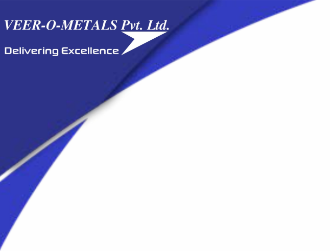 VEER-O-METALS Pvt. Ltd.
Delivering Excellence